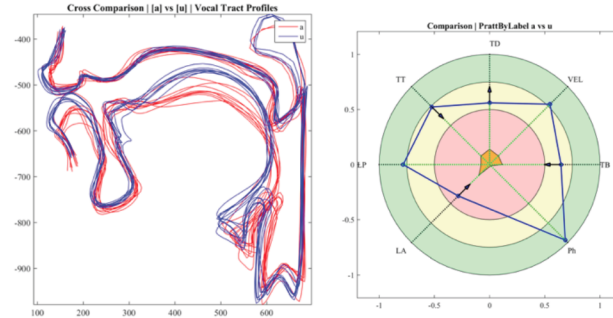 Cross Comparison | [a] vs [u] | Vocal Tract Profiles
a
u
-400
-500
-600
-700
-800
-900
100 200 300 400 500 600
Comparison | PrattByLabel a vs u
TD
TT VEL
LP TB
LA Ph
1
0.5
0
-0.5
-1
-1 -0.5 0 0.5 1